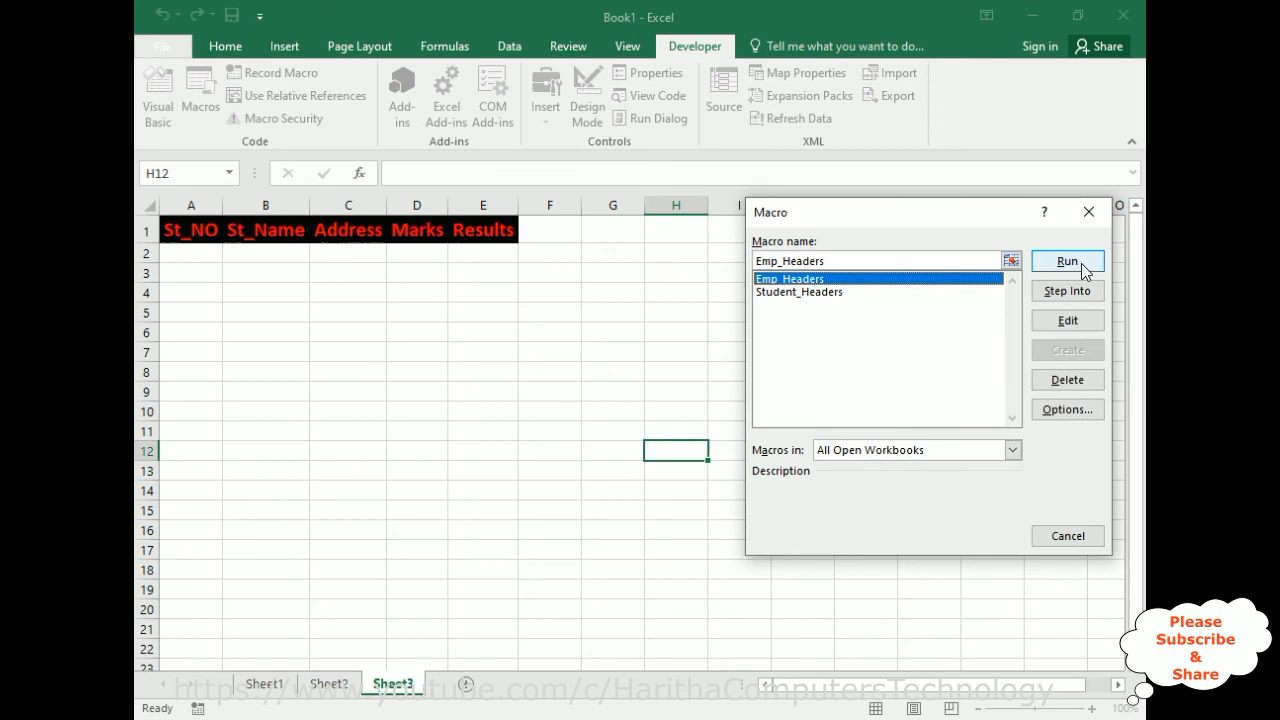 Book1 - Excel
File Home Insert Page Layout Formulas Data Review View Developer Tell me what you want to do... Sign in Share
Visual Basic
Macros
Record Macro
Use Relative References
Macro Security
Code
Add-ins
Excel Add-ins
COM Add-ins
Add-ins
Insert
Design Mode
Properties
View Code
Run Dialog
Controls
Source
Map Properties
Expansion Packs
Refresh Data
Import
Export
XML
H12
fx
A B C D E F G H I O
1 St_NO St_Name Address Marks Results
2
3
4
5
6
7
8
9
10
11
12
13
14
15
16
17
18
19
20
21
22
23
Macro
?
Macro name:
Emp_Headers
Emp_Headers
Student_Headers
Run
Step Into
Edit
Create
Delete
Options...
Macros in: All Open Workbooks
Description
Cancel
Sheet1 Sheet2 Sheet3
http://www.youtube.com/c/HarithaComputersTechnology
Ready
100%
Please
Subscribe
&
Share